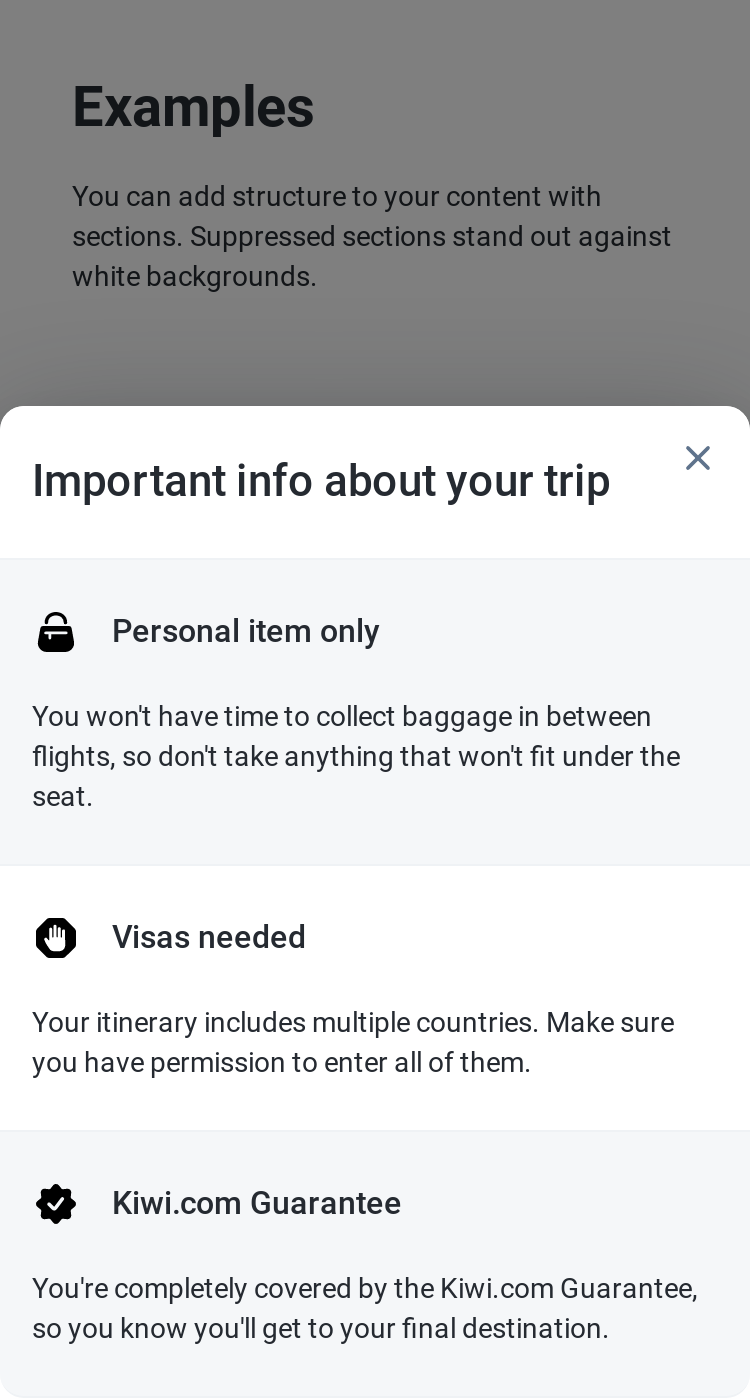 Examples
You can add structure to your content with
sections. Suppressed sections stand out against
white backgrounds.
Important info about your trip
Personal item only
You won't have time to collect baggage in between
flights, so don't take anything that won't fit under the
seat.
Visas needed
Your itinerary includes multiple countries. Make sure
you have permission to enter all of them.
Kiwi.com Guarantee
You're completely covered by the Kiwi.com Guarantee,
so you know you'll get to your final destination.